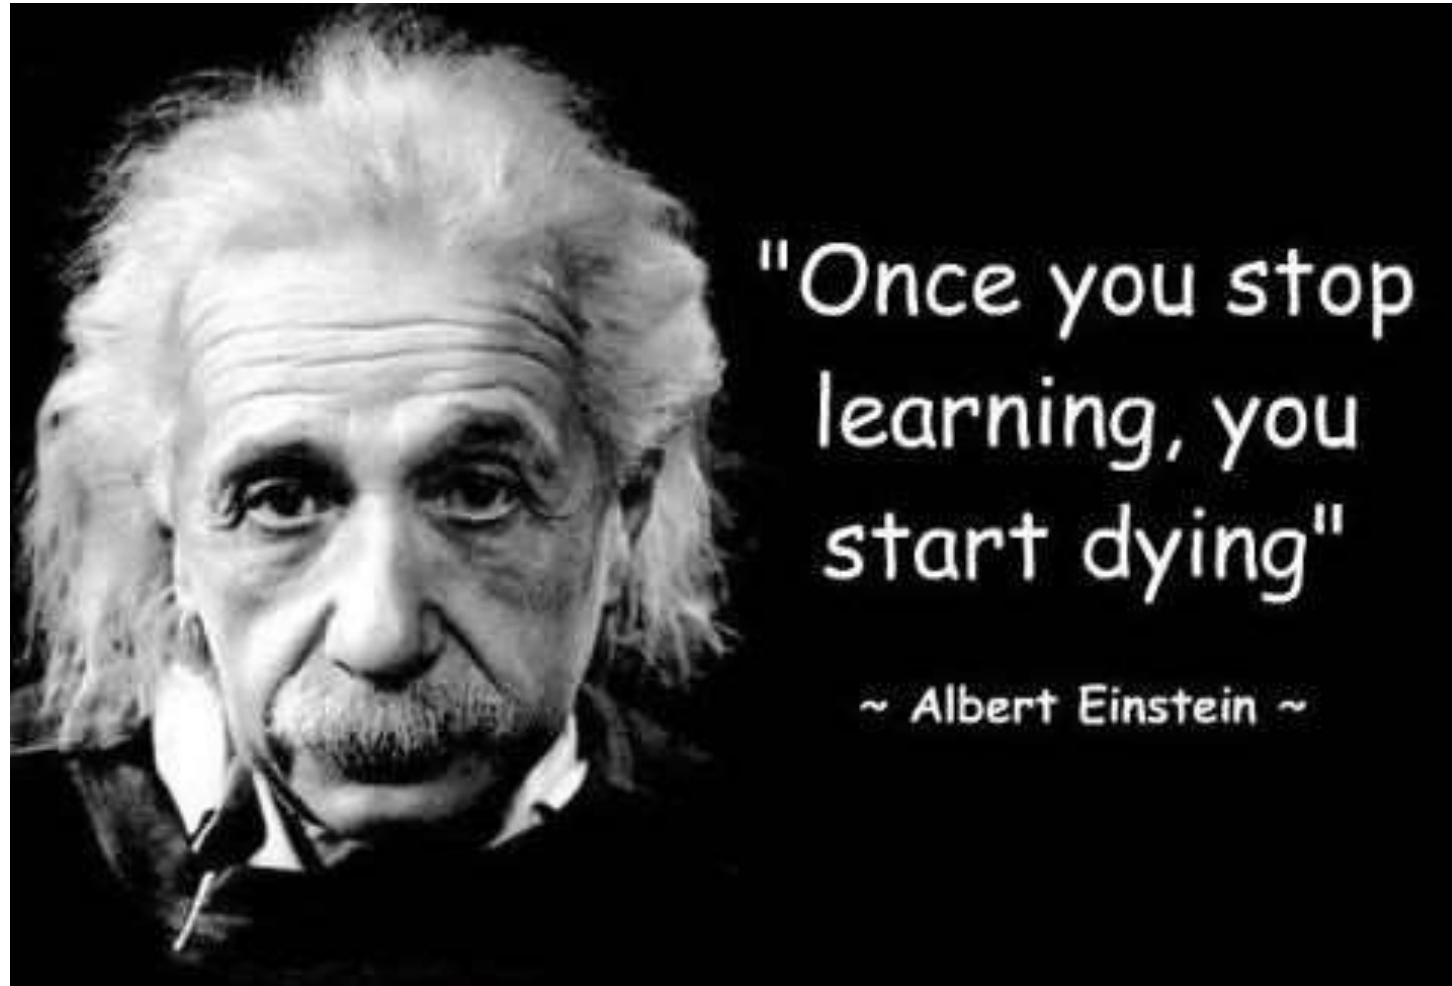 "Once you stop
learning, you
start dying"
~ Albert Einstein ~